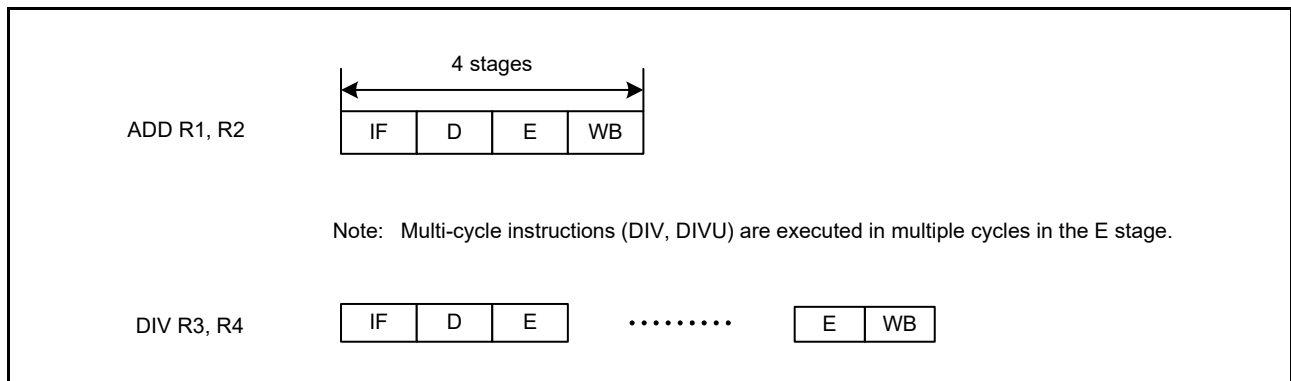 4 stages
ADD R1, R2 IF D E WB
Note: Multi-cycle instructions (DIV, DIVU) are executed in multiple cycles in the E stage.
DIV R3, R4 IF D E ········· E WB